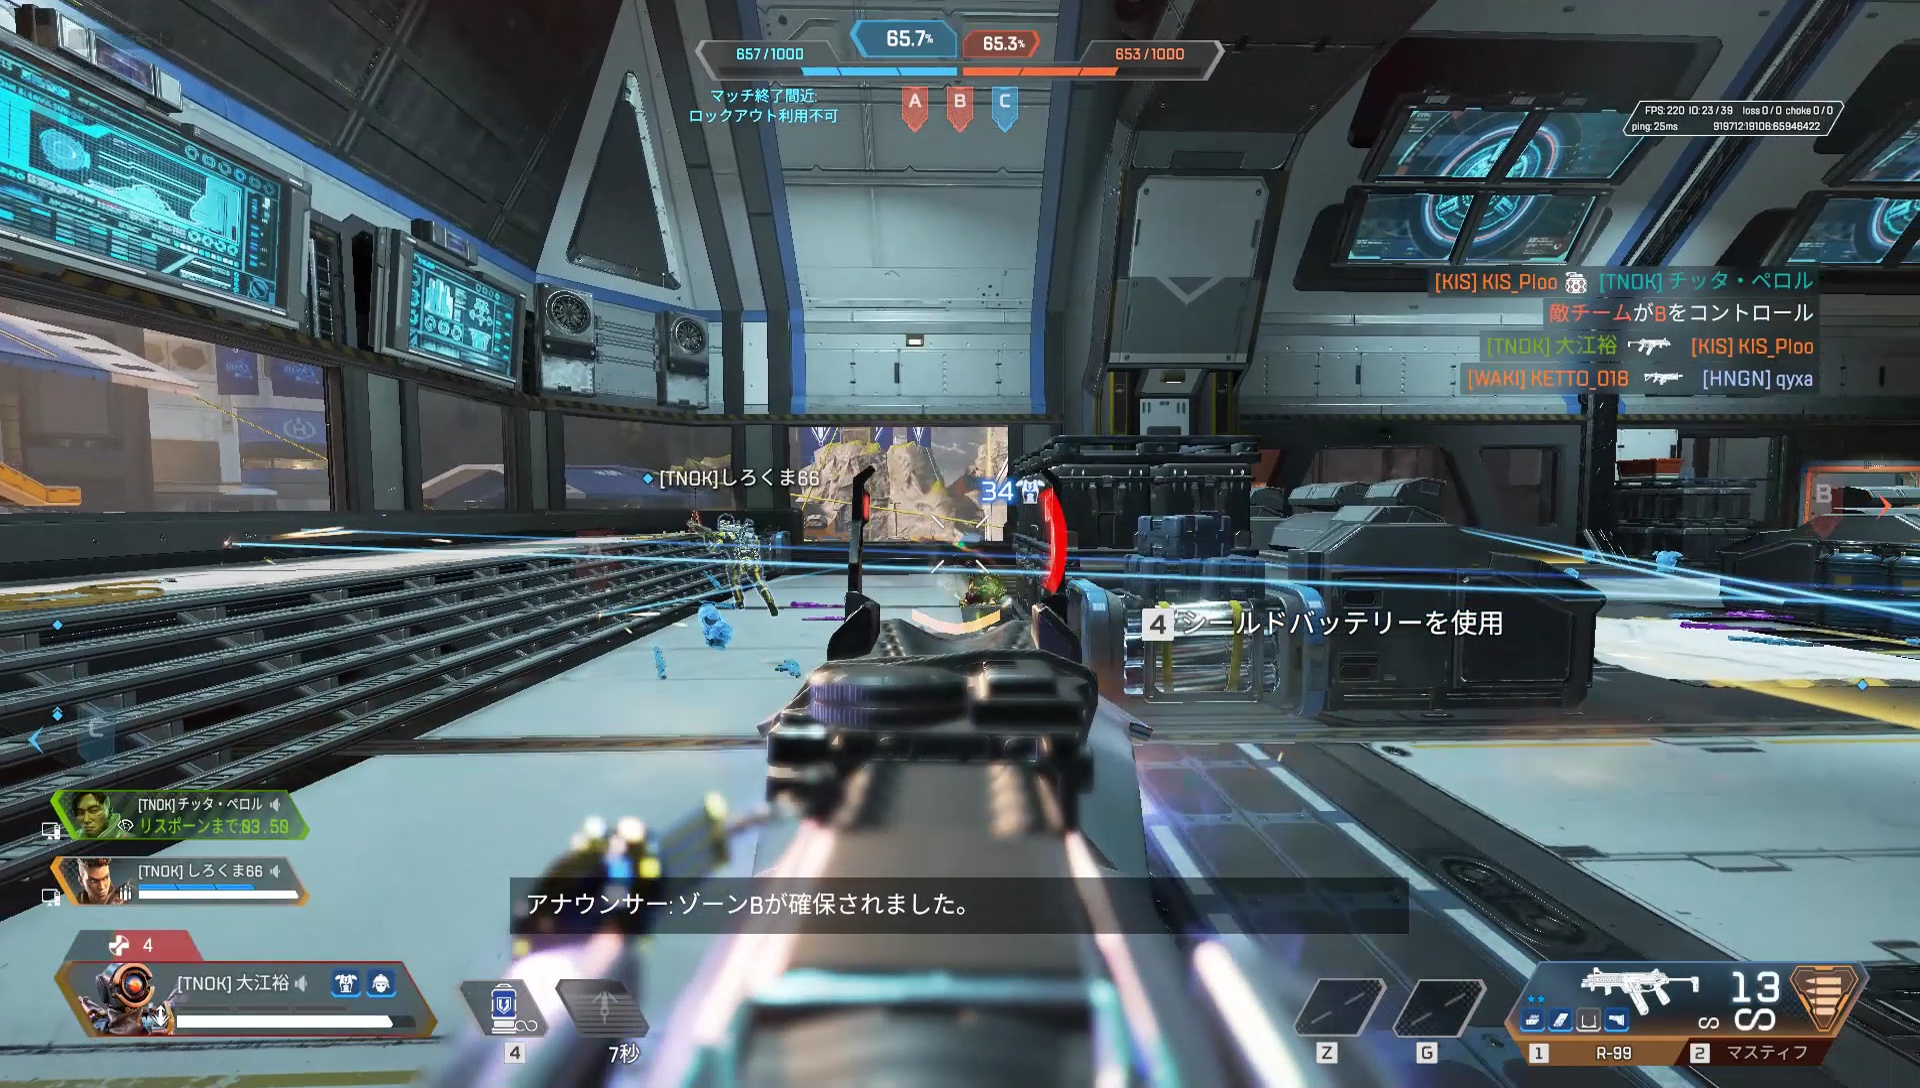 65.7%
65.3%
657/1000
653/1000
マッチ終了間近:
ロックアウト利用不可
A B C
FPS:220 IO:23/39 loss0/0 choke0/0
ping:25ms 919712:19106:65946422
[KIS] KIS_Ploo [TNOK] チッタ・ペロル
敵チームがBをコントロール
[TNOK] 大江裕 [KIS] KIS_Ploo
[WAKI] KETTO_018 [HNGN] qyxa
[TNOK]しろくま66
34
B
4 シールドバッテリーを使用
C
[TNOK]チッタ・ペロル
リスポーンまで:03.50
[TNOK]しろくま66
アナウンサー: ゾーンBが確保されました。
4
[TNOK]大江裕
∞
4
7秒
Z
G
13
∞ ∞
1 R-99
2 マスティフ